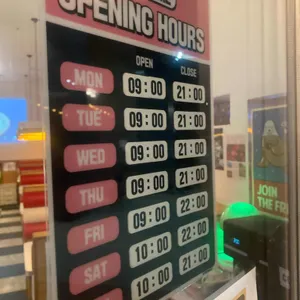 OPENING HOURS
OPEN CLOSE
MON 09:00 21:00
TUE 09:00 21:00
WED 09:00 21:00
THU 09:00 21:00
FRI 09:00 22:00
SAT 10:00 22:00
10:00 21:00
JOIN
THE